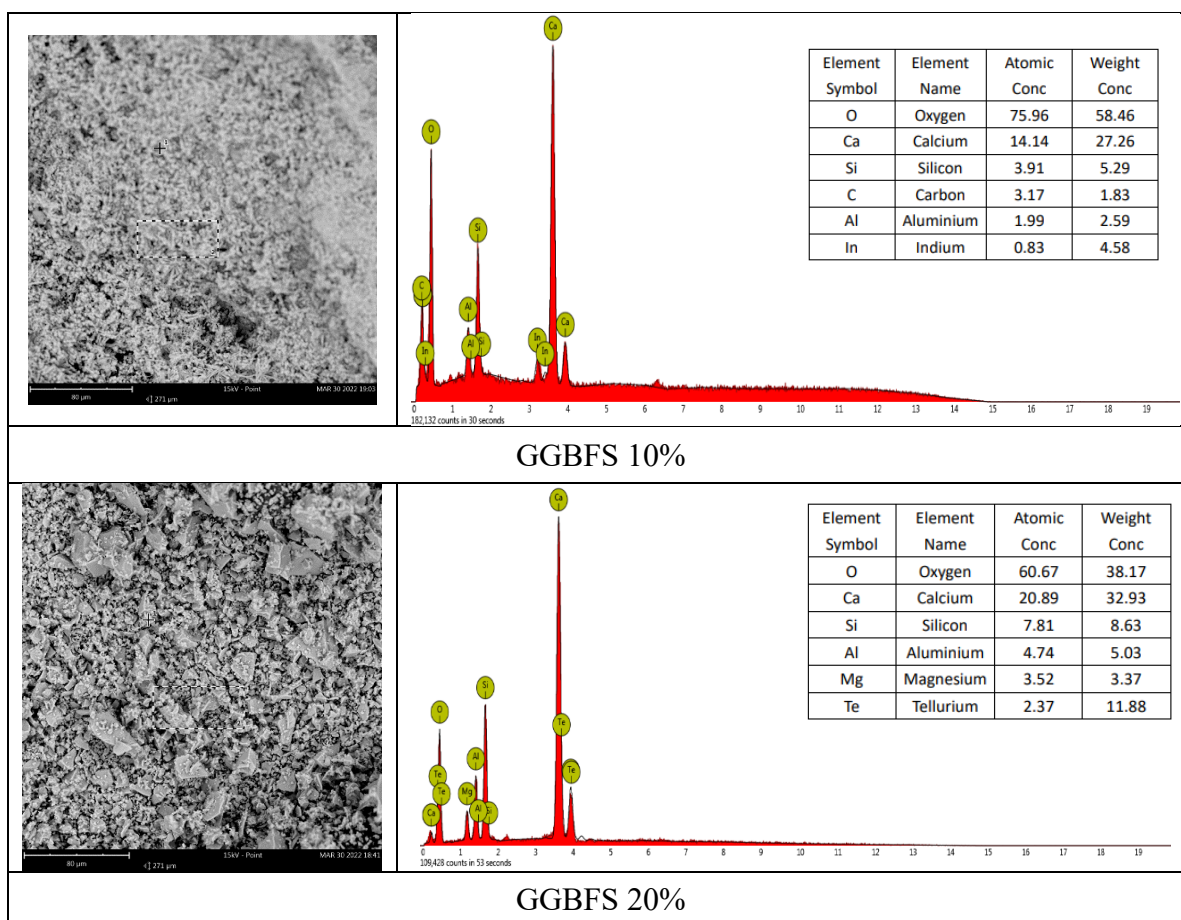 80 µm
271 µm
15kV - Point
MAR 30 2022 19:03
Ca
O
Si
C
Al
Al
Si
In
In
In
Ca
0 1 2 3 4 5 6 7 8 9 10 11 12 13 14 15 16 17 18 19
182,132 counts in 30 seconds
Element Symbol Element Name Atomic Conc Weight Conc
O Oxygen 75.96 58.46
Ca Calcium 14.14 27.26
Si Silicon 3.91 5.29
C Carbon 3.17 1.83
Al Aluminium 1.99 2.59
In Indium 0.83 4.58
GGBFS 10%
80 µm
271 µm
15kV - Point
MAR 30 2022 18:41
Ca
O
Te
Te
Ca
Mg
Al
Al
Si
Si
Te
Te
0 1 2 3 4 5 6 7 8 9 10 11 12 13 14 15 16 17 18 19
109,428 counts in 53 seconds
Element Symbol Element Name Atomic Conc Weight Conc
O Oxygen 60.67 38.17
Ca Calcium 20.89 32.93
Si Silicon 7.81 8.63
Al Aluminium 4.74 5.03
Mg Magnesium 3.52 3.37
Te Tellurium 2.37 11.88
GGBFS 20%